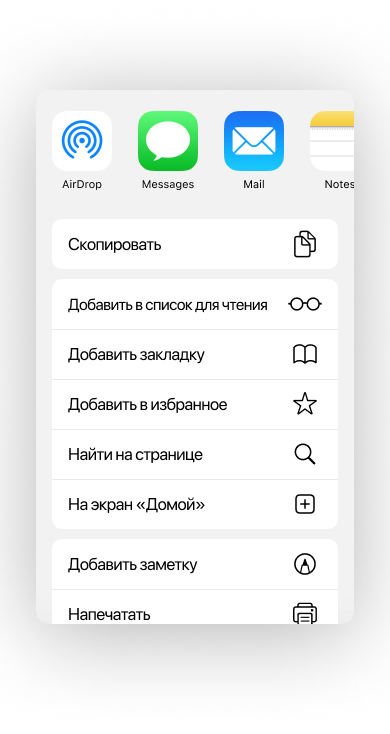 AirDrop Messages Mail Notes
Скопировать
Добавить в список для чтения
Добавить закладку
Добавить в избранное
Найти на странице
На экран «Домой»
Добавить заметку
Напечатать